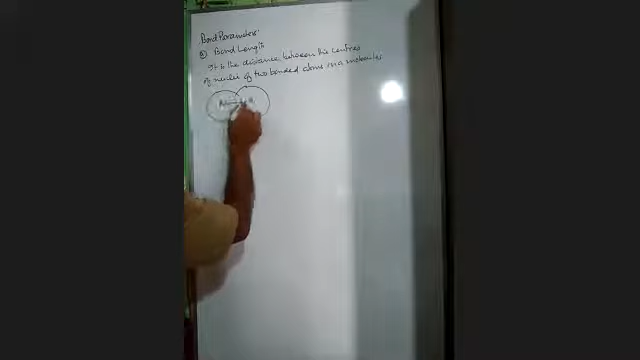 Bond Parameters
a) Bond Length
It is the distance between the centres
of nuclei of two bonded atoms in a molecules
A